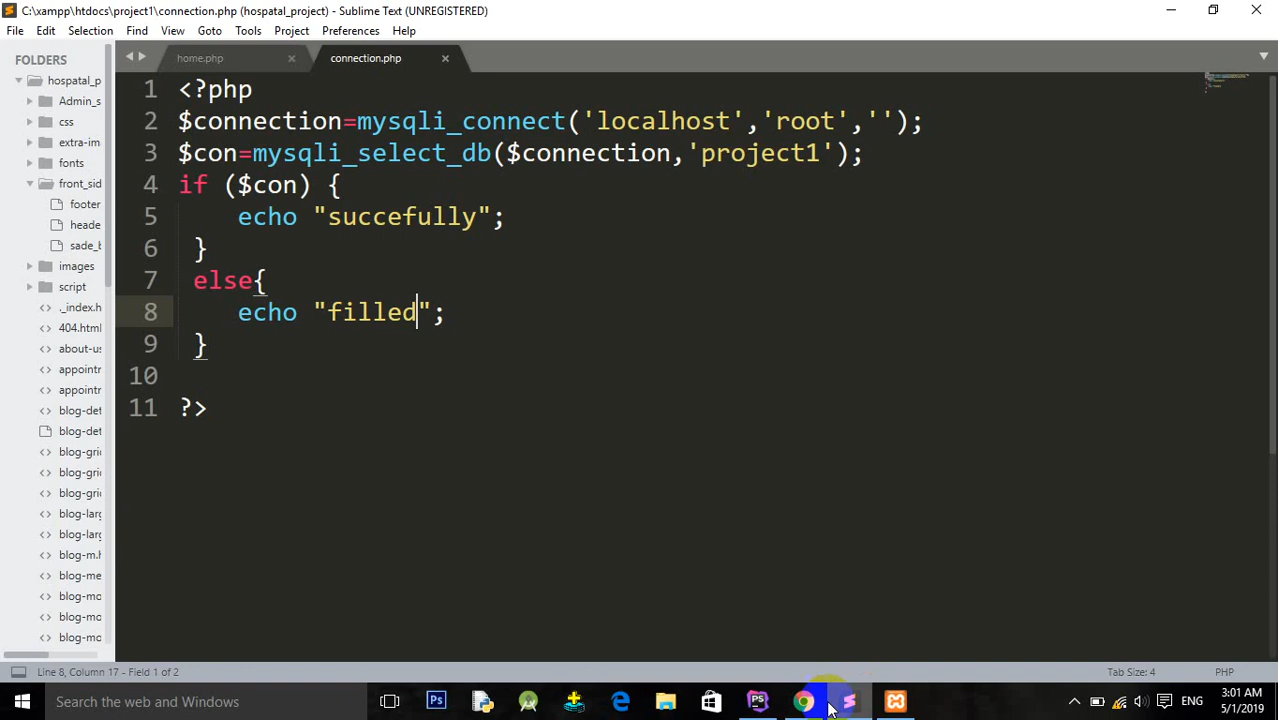 C:\xampp\htdocs\project1\connection.php (hospatal_project) - Sublime Text (UNREGISTERED)
File Edit Selection Find View Goto Tools Project Preferences Help
FOLDERS
hospatal_p
Admin_s
css
extra-im
fonts
front_sid
footer
heade
sade_b
images
script
._index.h
404.html
about-us
appointr
appointr
blog-det
blog-det
blog-gri
blog-gri
blog-gri
blog-lar
blog-lar
blog-m.h
blog-me
blog-mo
blog-mo
blog-mo
home.php connection.php
1 <?php
2 $connection=mysqli_connect('localhost','root','');
3 $con=mysqli_select_db($connection,'project1');
4 if ($con) {
5 echo "succefully";
6 }
7 else{
8 echo "filled";
9 }
10
11 ?>
Line 8, Column 17 - Field 1 of 2 Tab Size: 4 PHP
Search the web and Windows
Ps
PS
ENG
3:01 AM
5/1/2019